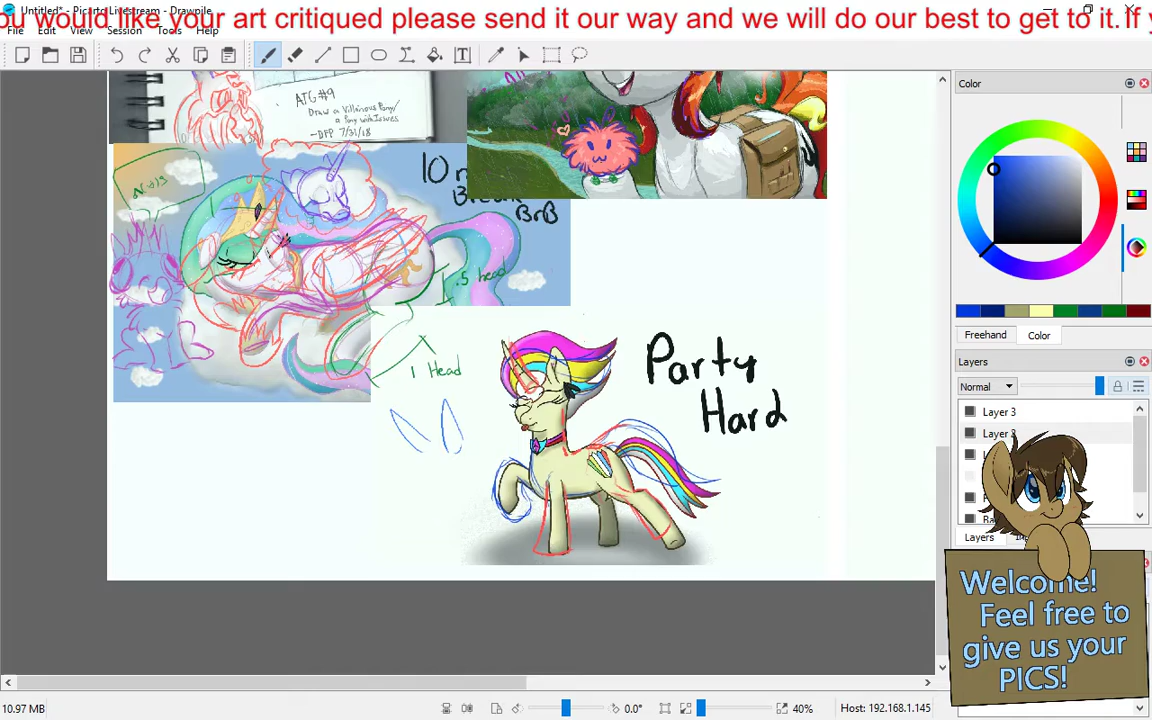 Untitled* - Picarto Livestream - Drawpile
ou would like your art critiqued please send it our way and we will do our best to get to it. If y
File Edit View Session Tools Help
ATG #9
Draw a Villainous Pony/
a Pony with Issues
-DFP 7/31/18
10
Break
BrB
.5 head
1 Head
Party
Hard
Color
Freehand Color
Layers
Normal
Layer 3
Layer 2
Layers
Welcome!
Feel free to
give us your
PICS!
10.97 MB
0.0°
40%
Host: 192.168.1.145